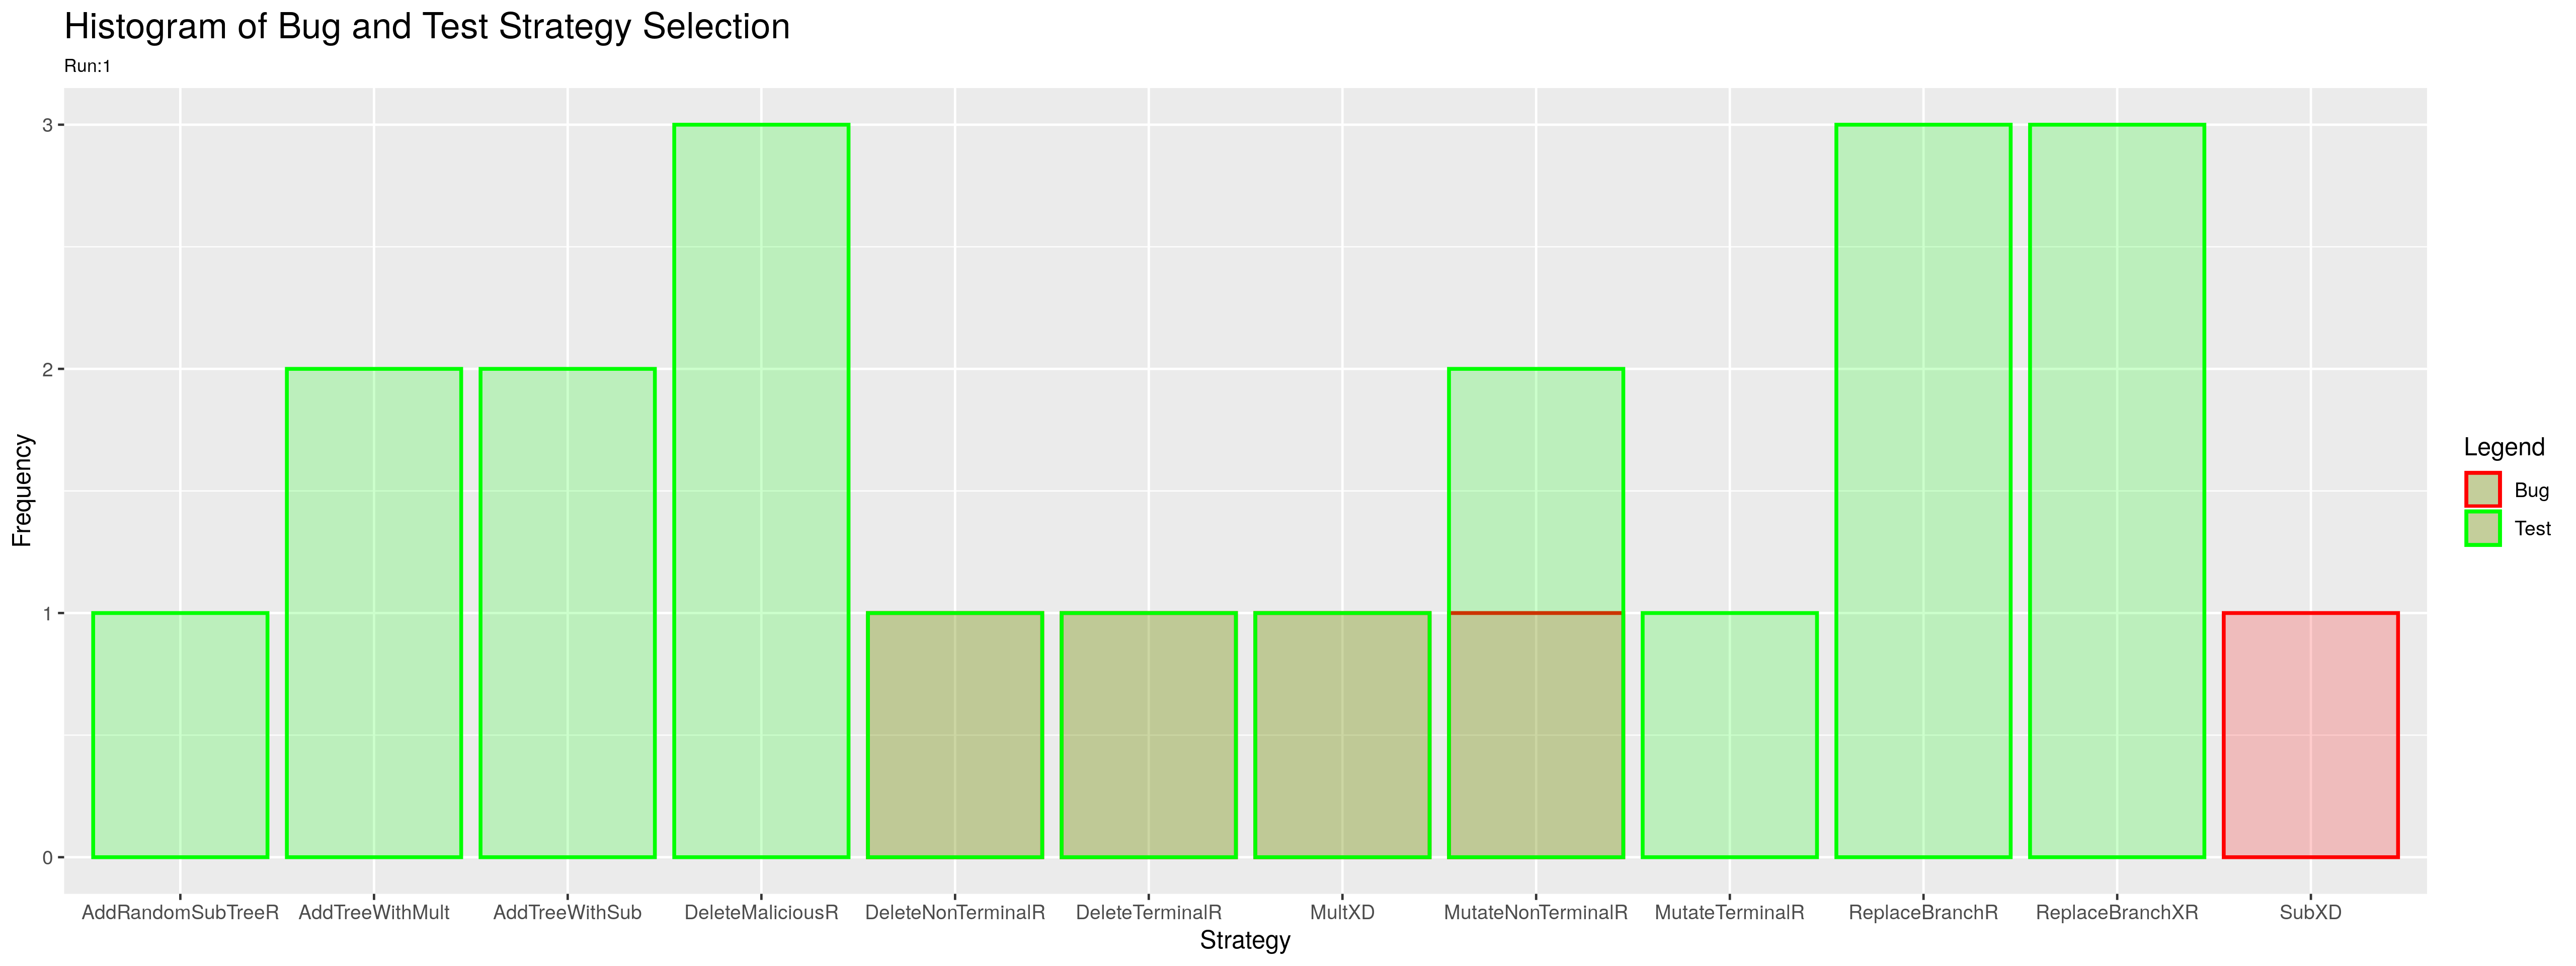 Histogram of Bug and Test Strategy Selection
Run:1
Frequency
3
2
1
0
AddRandomSubTreeR AddTreeWithMult AddTreeWithSub DeleteMaliciousR DeleteNonTerminalR DeleteTerminalR MultXD MutateNonTerminalR MutateTerminalR ReplaceBranchR ReplaceBranchXR SubXD
Strategy
Legend
Bug
Test